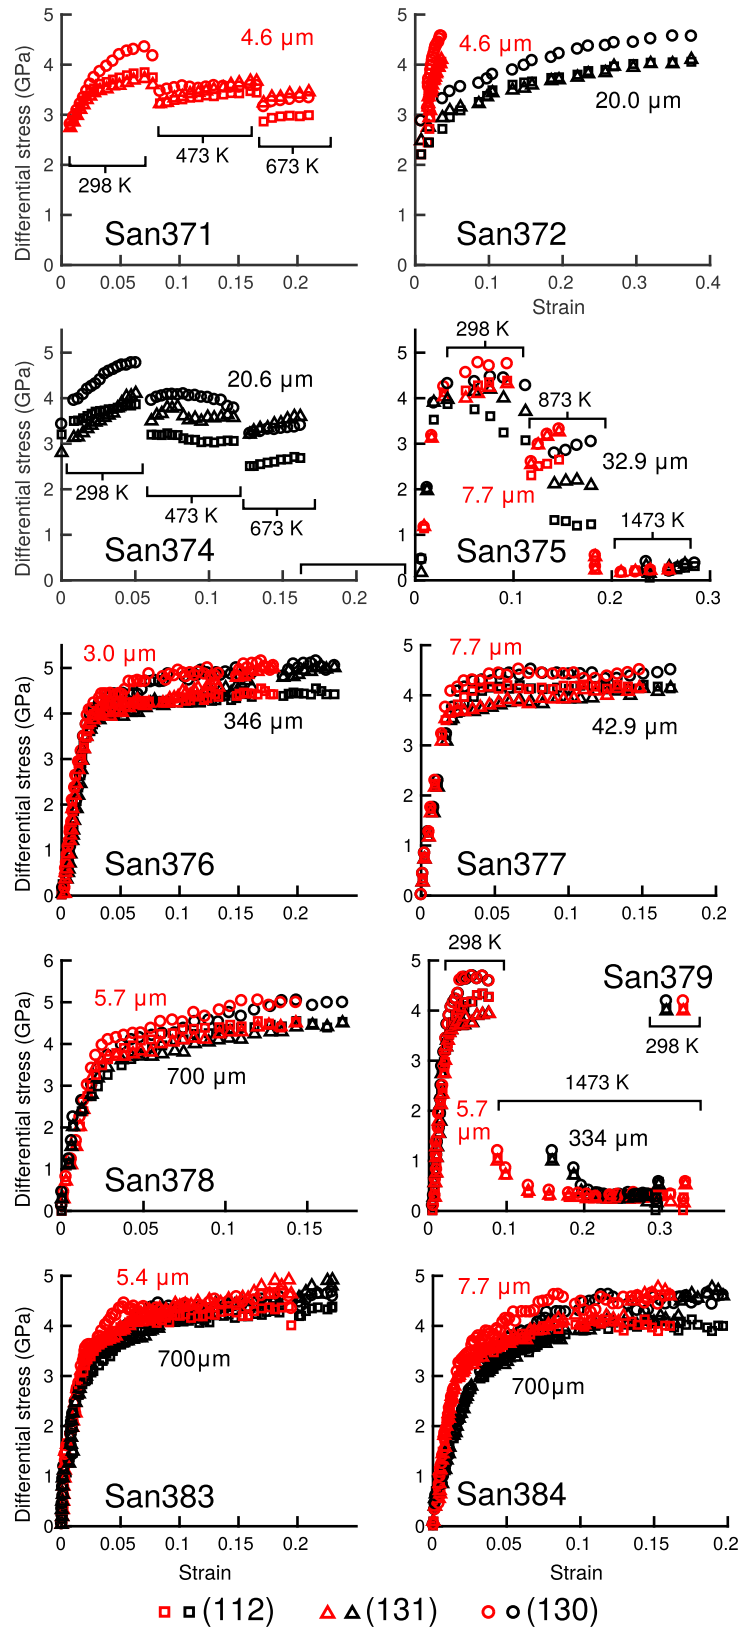 Differential stress (GPa)
5
4
3
2
1
0
4.6 µm
298 K
473 K
673 K
San371
0 0.05 0.1 0.15 0.2
5
4
3
2
1
0
4.6 µm
20.0 µm
San372
0 0.1 0.2 0.3 0.4
Strain
Differential stress (GPa)
5
4
3
2
1
0
20.6 µm
298 K
473 K
673 K
San374
0 0.05 0.1 0.2
5
4
3
2
1
0
298 K
873 K
32.9 µm
7.7 µm
1473 K
San375
0 0.1 0.2 0.3
Differential stress (GPa)
5
4
3
2
1
0
3.0 µm
346 µm
San376
0 0.05 0.1 0.15 0.2
5
4
3
2
1
0
7.7 µm
42.9 µm
San377
0 0.05 0.1 0.15 0.2
Differential stress (GPa)
6
5
4
3
2
1
0
5.7 µm
700 µm
San378
0 0.05 0.1 0.15
5
4
3
2
1
0
298 K
San379
298 K
1473 K
5.7
µm
334 µm
0 0.1 0.2 0.3
Differential stress (GPa)
5
4
3
2
1
0
5.4 µm
700µm
San383
0 0.05 0.1 0.15 0.2
Strain
5
4
3
2
1
0
7.7 µm
700µm
San384
0 0.05 0.1 0.15 0.2
Strain
(112) (131) (130)